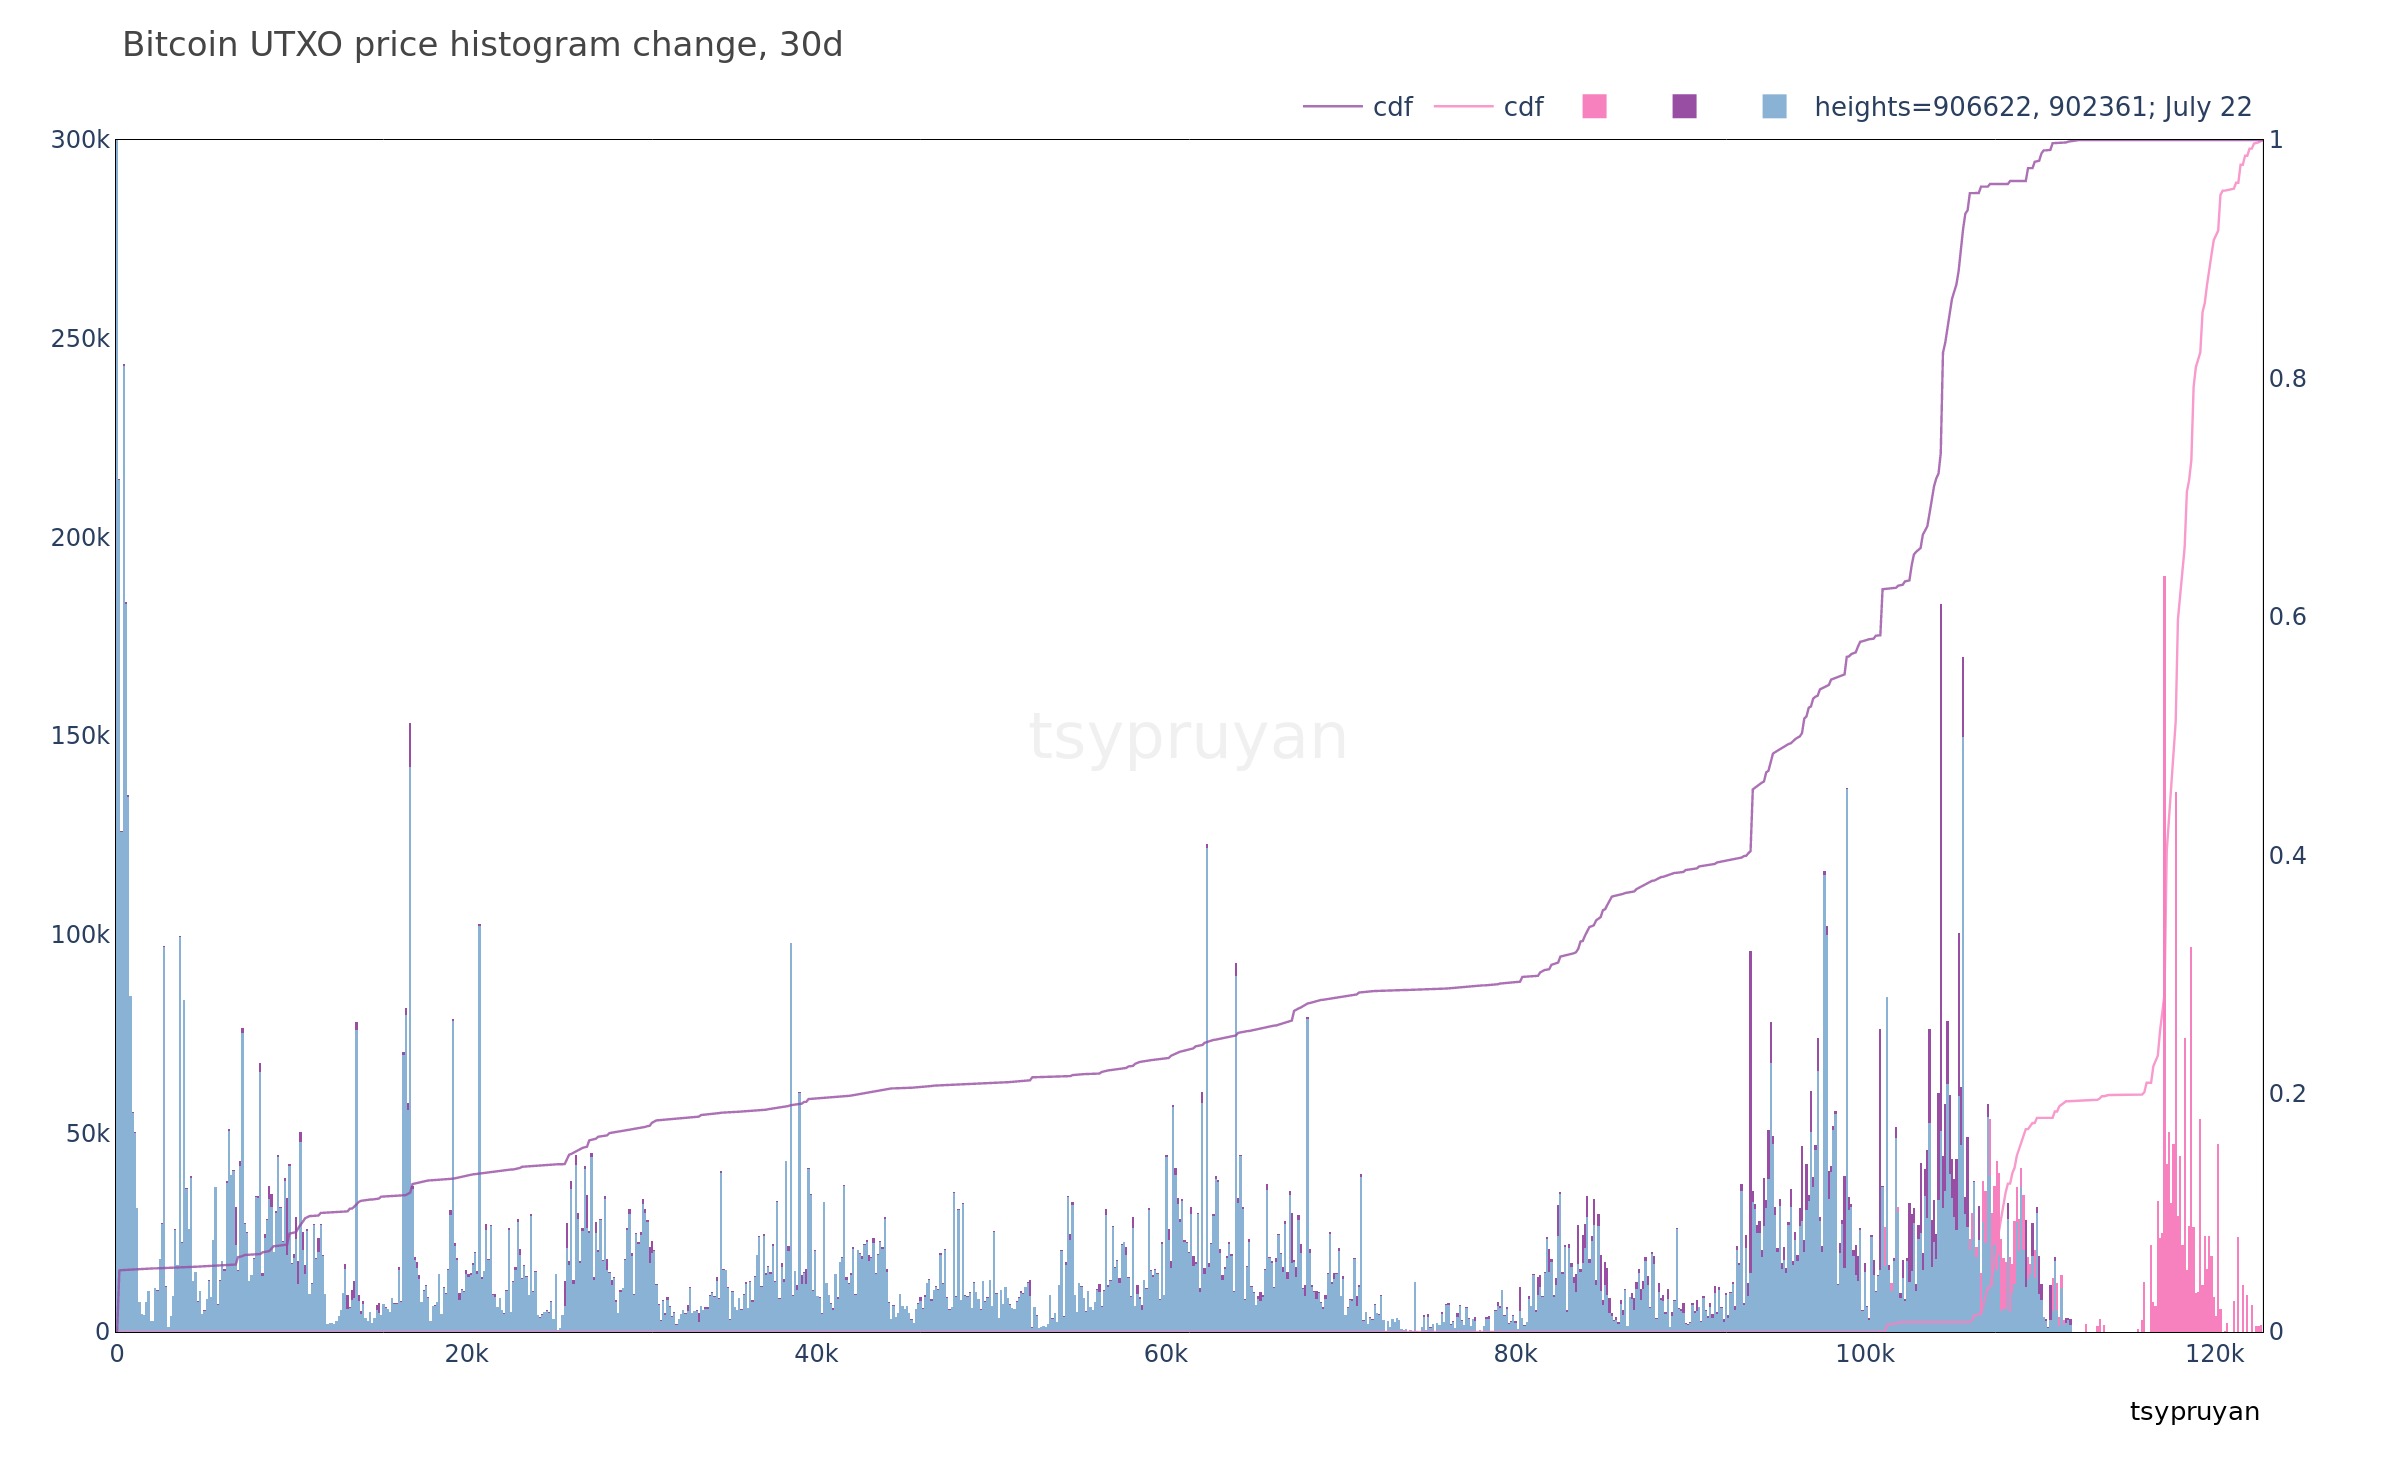 Bitcoin UTXO price histogram change, 30d
cdf cdf heights=906622, 902361; July 22
300k
250k
200k
150k
100k
50k
0
1
0.8
0.6
0.4
0.2
0
tsypruyan
0 20k 40k 60k 80k 100k 120k
tsypruyan